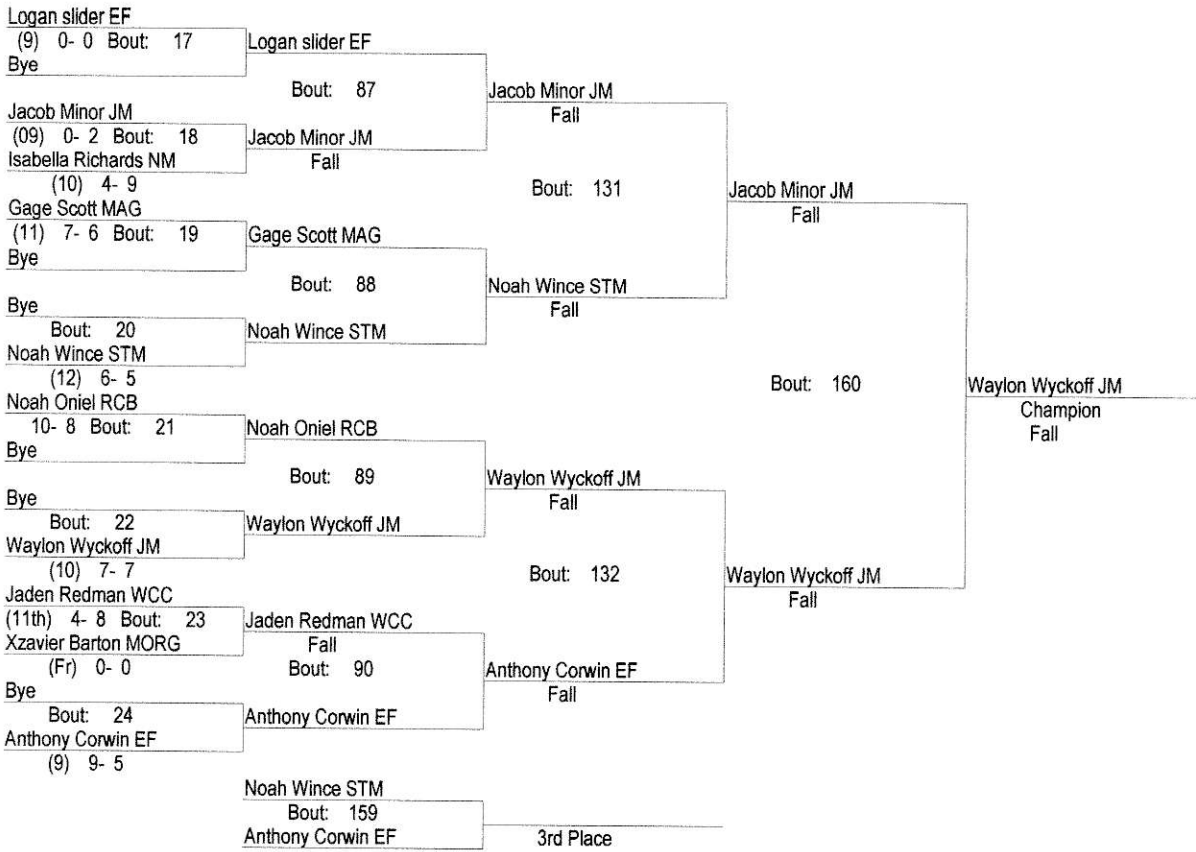 Logan slider EF
(9) 0- 0 Bout: 17
Bye
Logan slider EF
Bout: 87
Jacob Minor JM
(09) 0- 2 Bout: 18
Isabella Richards NM
(10) 4- 9
Jacob Minor JM
Fall
Jacob Minor JM
Fall
Bout: 131
Gage Scott MAG
(11) 7- 6 Bout: 19
Bye
Gage Scott MAG
Bout: 88
Bye
Bout: 20
Noah Wince STM
(12) 6- 5
Noah Wince STM
Noah Wince STM
Fall
Jacob Minor JM
Fall
Bout: 160
Noah Oniel RCB
10- 8 Bout: 21
Bye
Noah Oniel RCB
Bout: 89
Bye
Bout: 22
Waylon Wyckoff JM
(10) 7- 7
Waylon Wyckoff JM
Waylon Wyckoff JM
Fall
Bout: 132
Jaden Redman WCC
(11th) 4- 8 Bout: 23
Xzavier Barton MORG
(Fr) 0- 0
Jaden Redman WCC
Fall
Bout: 90
Bye
Bout: 24
Anthony Corwin EF
(9) 9- 5
Anthony Corwin EF
Anthony Corwin EF
Fall
Waylon Wyckoff JM
Fall
Waylon Wyckoff JM
Champion
Fall
Noah Wince STM
Bout: 159
Anthony Corwin EF
3rd Place